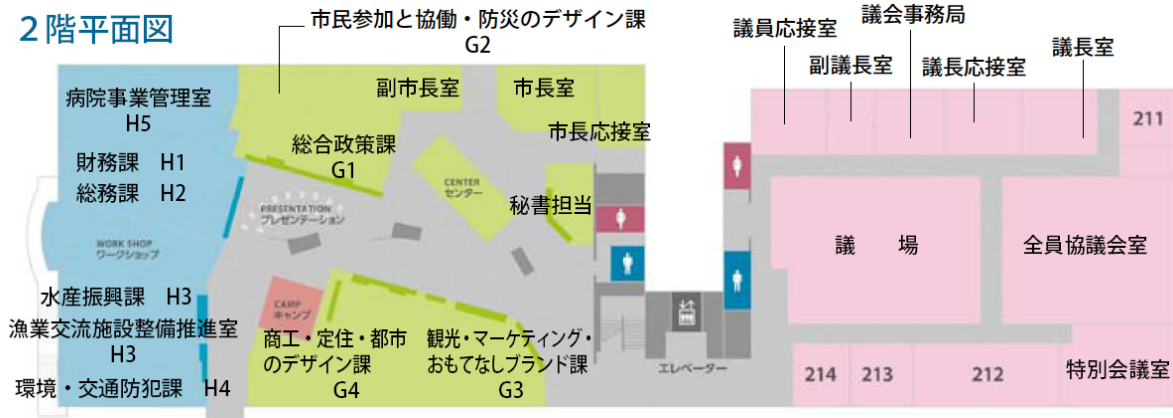 2階平面図
市民参加と協働・防災のデザイン課
G2
議員応接室
議会事務局
副議長室
議長応接室
議長室
病院事業管理室
H5
副市長室
市長室
市長応接室
211
財務課 H1
総務課 H2
総合政策課
G1
CENTER
センター
秘書担当
PRESENTATION
プレゼンテーション
WORK SHOP
ワークショップ
議 場
全員協議会室
水産振興課 H3
漁業交流施設整備推進室
H3
環境・交通防犯課 H4
CAMP
キャンプ
商工・定住・都市
のデザイン課
G4
観光・マーケティング・
おもてなしブランド課
G3
エレベーター
214
213
212
特別会議室